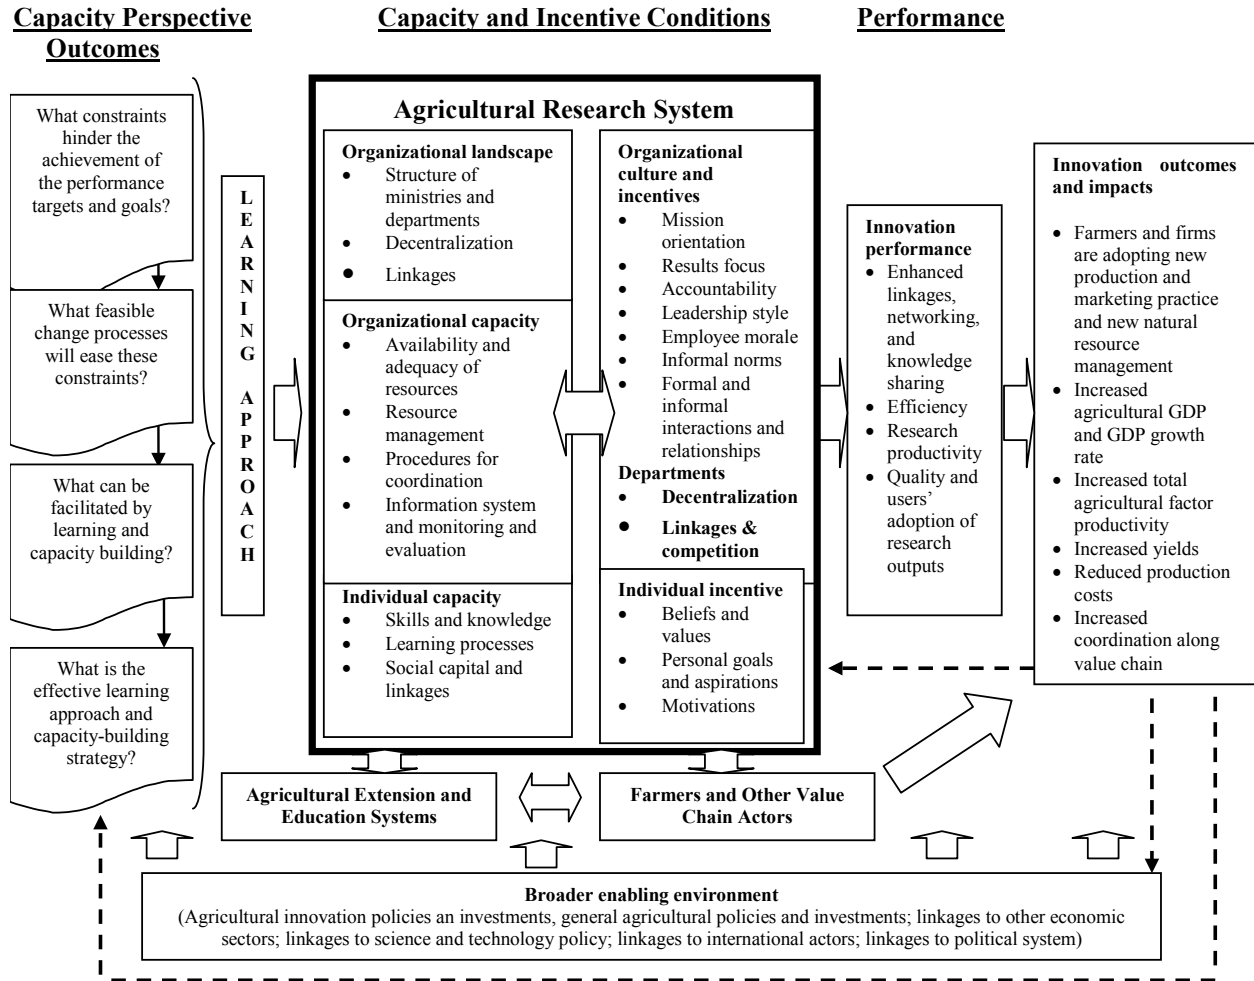 Capacity Perspective
Outcomes
Capacity and Incentive Conditions
Performance
What constraints
hinder the
achievement of
the performance
targets and goals?
What feasible
change processes
will ease these
constraints?
What can be
facilitated by
learning and
capacity building?
What is the
effective learning
approach and
capacity-building
strategy?
L
E
A
R
N
I
N
G
A
P
P
R
O
A
C
H
Agricultural Research System
Organizational landscape
• Structure of
ministries and
departments
• Decentralization
• Linkages
Organizational capacity
• Availability and
adequacy of
resources
• Resource
management
• Procedures for
coordination
• Information system
and monitoring and
evaluation
Individual capacity
• Skills and knowledge
• Learning processes
• Social capital and
linkages
Organizational
culture and
incentives
• Mission
orientation
• Results focus
• Accountability
• Leadership style
• Employee morale
• Informal norms
• Formal and
informal
interactions and
relationships
Departments
• Decentralization
• Linkages &
competition
Individual incentive
• Beliefs and
values
• Personal goals
and aspirations
• Motivations
Innovation
performance
• Enhanced
linkages,
networking,
and
knowledge
sharing
• Efficiency
• Research
productivity
• Quality and
users’
adoption of
research
outputs
Innovation outcomes
and impacts
• Farmers and firms
are adopting new
production and
marketing practice
and new natural
resource
management
• Increased
agricultural GDP
and GDP growth
rate
• Increased total
agricultural factor
productivity
• Increased yields
• Reduced production
costs
• Increased
coordination along
value chain
Agricultural Extension and
Education Systems
Farmers and Other Value
Chain Actors
Broader enabling environment
(Agricultural innovation policies an investments, general agricultural policies and investments; linkages to other economic
sectors; linkages to science and technology policy; linkages to international actors; linkages to political system)